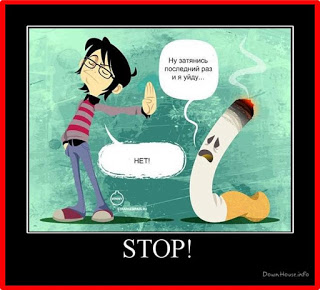 Ну затянись
последний раз
и я уйду...
НЕТ!
STOP!
DownHouse.info